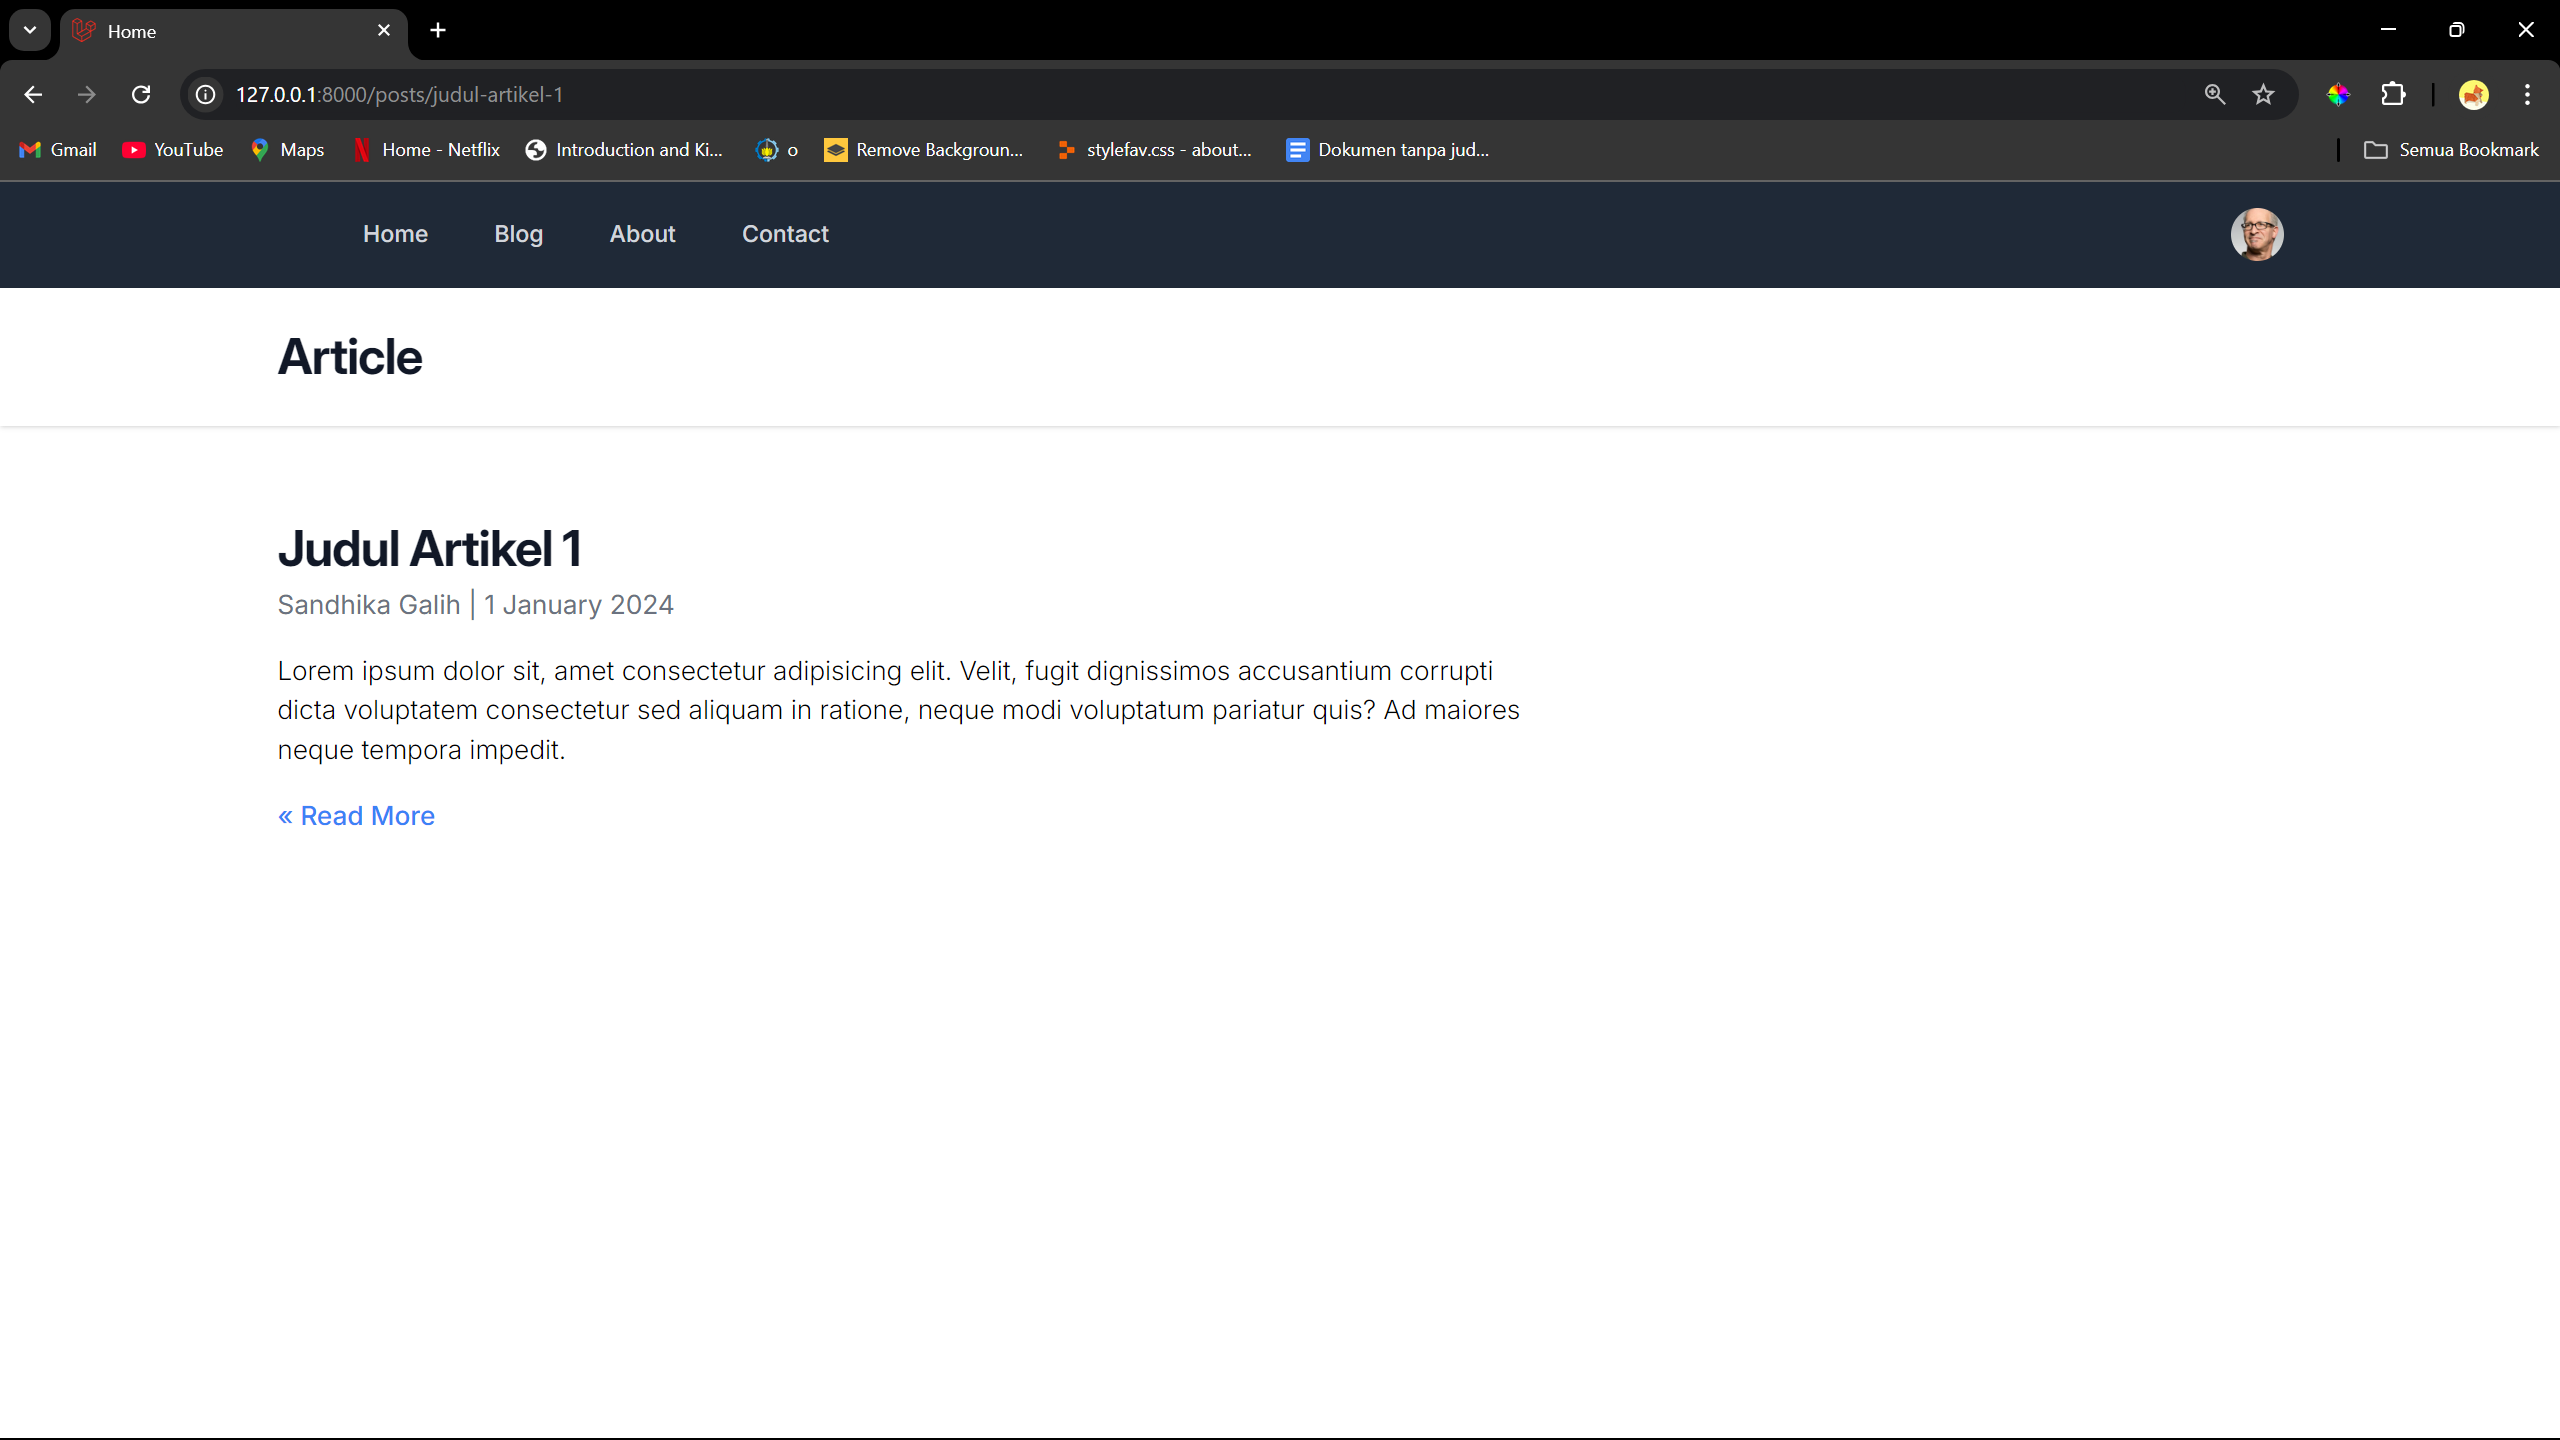 Home
127.0.0.1:8000/posts/judul-artikel-1
Gmail YouTube Maps Home - Netflix Introduction and Ki... o Remove Backgroun... stylefav.css - about... Dokumen tanpa jud... Semua Bookmark
Home Blog About Contact
Article
Judul Artikel 1
Sandhika Galih | 1 January 2024
Lorem ipsum dolor sit, amet consectetur adipisicing elit. Velit, fugit dignissimos accusantium corrupti
dicta voluptatem consectetur sed aliquam in ratione, neque modi voluptatum pariatur quis? Ad maiores
neque tempora impedit.
« Read More